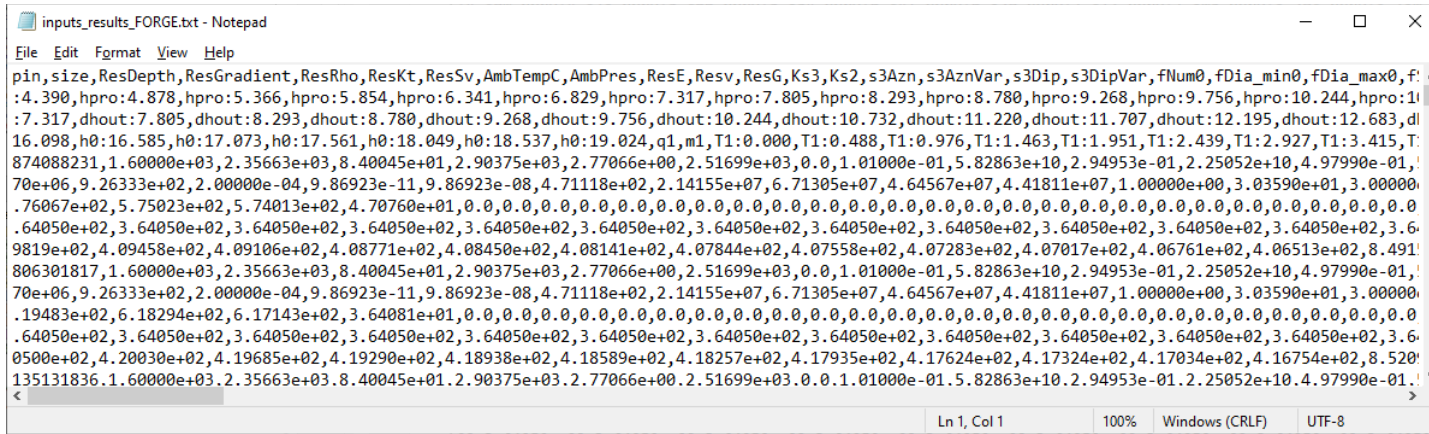 inputs_results_FORGE.txt - Notepad
File Edit Format View Help
pin,size,ResDepth,ResGradient,ResRho,ResKt,ResSv,AmbTempC,AmbPres,ResE,Resv,ResG,Ks3,Ks2,s3Azn,s3AznVar,s3Dip,s3DipVar,fNum0,fDia_min0,fDia_max0,f
:4.390,hpro:4.878,hpro:5.366,hpro:5.854,hpro:6.341,hpro:6.829,hpro:7.317,hpro:7.805,hpro:8.293,hpro:8.780,hpro:9.268,hpro:9.756,hpro:10.244,hpro:1
:7.317,dhout:7.805,dhout:8.293,dhout:8.780,dhout:9.268,dhout:9.756,dhout:10.244,dhout:10.732,dhout:11.220,dhout:11.707,dhout:12.195,dhout:12.683,d
16.098,h0:16.585,h0:17.073,h0:17.561,h0:18.049,h0:18.537,h0:19.024,q1,m1,T1:0.000,T1:0.488,T1:0.976,T1:1.463,T1:1.951,T1:2.439,T1:2.927,T1:3.415,T
874088231,1.60000e+03,2.35663e+03,8.40045e+01,2.90375e+03,2.77066e+00,2.51699e+03,0.0,1.01000e-01,5.82863e+10,2.94953e-01,2.25052e+10,4.97990e-01,
70e+06,9.26333e+02,2.00000e-04,9.86923e-11,9.86923e-08,4.71118e+02,2.14155e+07,6.71305e+07,4.64567e+07,4.41811e+07,1.00000e+00,3.03590e+01,3.00000
.76067e+02,5.75023e+02,5.74013e+02,4.70760e+01,0.0,0.0,0.0,0.0,0.0,0.0,0.0,0.0,0.0,0.0,0.0,0.0,0.0,0.0,0.0,0.0,0.0,0.0,0.0,0.0,0.0,0.0,0.0,0.0,0.0
.64050e+02,3.64050e+02,3.64050e+02,3.64050e+02,3.64050e+02,3.64050e+02,3.64050e+02,3.64050e+02,3.64050e+02,3.64050e+02,3.64050e+02,3.64050e+02,3.6
9819e+02,4.09458e+02,4.09106e+02,4.08771e+02,4.08450e+02,4.08141e+02,4.07844e+02,4.07558e+02,4.07283e+02,4.07017e+02,4.06761e+02,4.06513e+02,8.491
806301817,1.60000e+03,2.35663e+03,8.40045e+01,2.90375e+03,2.77066e+00,2.51699e+03,0.0,1.01000e-01,5.82863e+10,2.94953e-01,2.25052e+10,4.97990e-01,
70e+06,9.26333e+02,2.00000e-04,9.86923e-11,9.86923e-08,4.71118e+02,2.14155e+07,6.71305e+07,4.64567e+07,4.41811e+07,1.00000e+00,3.03590e+01,3.00000
.19483e+02,6.18294e+02,6.17143e+02,3.64081e+01,0.0,0.0,0.0,0.0,0.0,0.0,0.0,0.0,0.0,0.0,0.0,0.0,0.0,0.0,0.0,0.0,0.0,0.0,0.0,0.0,0.0,0.0,0.0,0.0,0.0
.64050e+02,3.64050e+02,3.64050e+02,3.64050e+02,3.64050e+02,3.64050e+02,3.64050e+02,3.64050e+02,3.64050e+02,3.64050e+02,3.64050e+02,3.64050e+02,3.6
0500e+02,4.20030e+02,4.19685e+02,4.19290e+02,4.18938e+02,4.18589e+02,4.18257e+02,4.17935e+02,4.17624e+02,4.17324e+02,4.17034e+02,4.16754e+02,8.520
135131836,1.60000e+03,2.35663e+03,8.40045e+01,2.90375e+03,2.77066e+00,2.51699e+03,0.0,1.01000e-01,5.82863e+10,2.94953e-01,2.25052e+10,4.97990e-01,
Ln 1, Col 1 100% Windows (CRLF) UTF-8